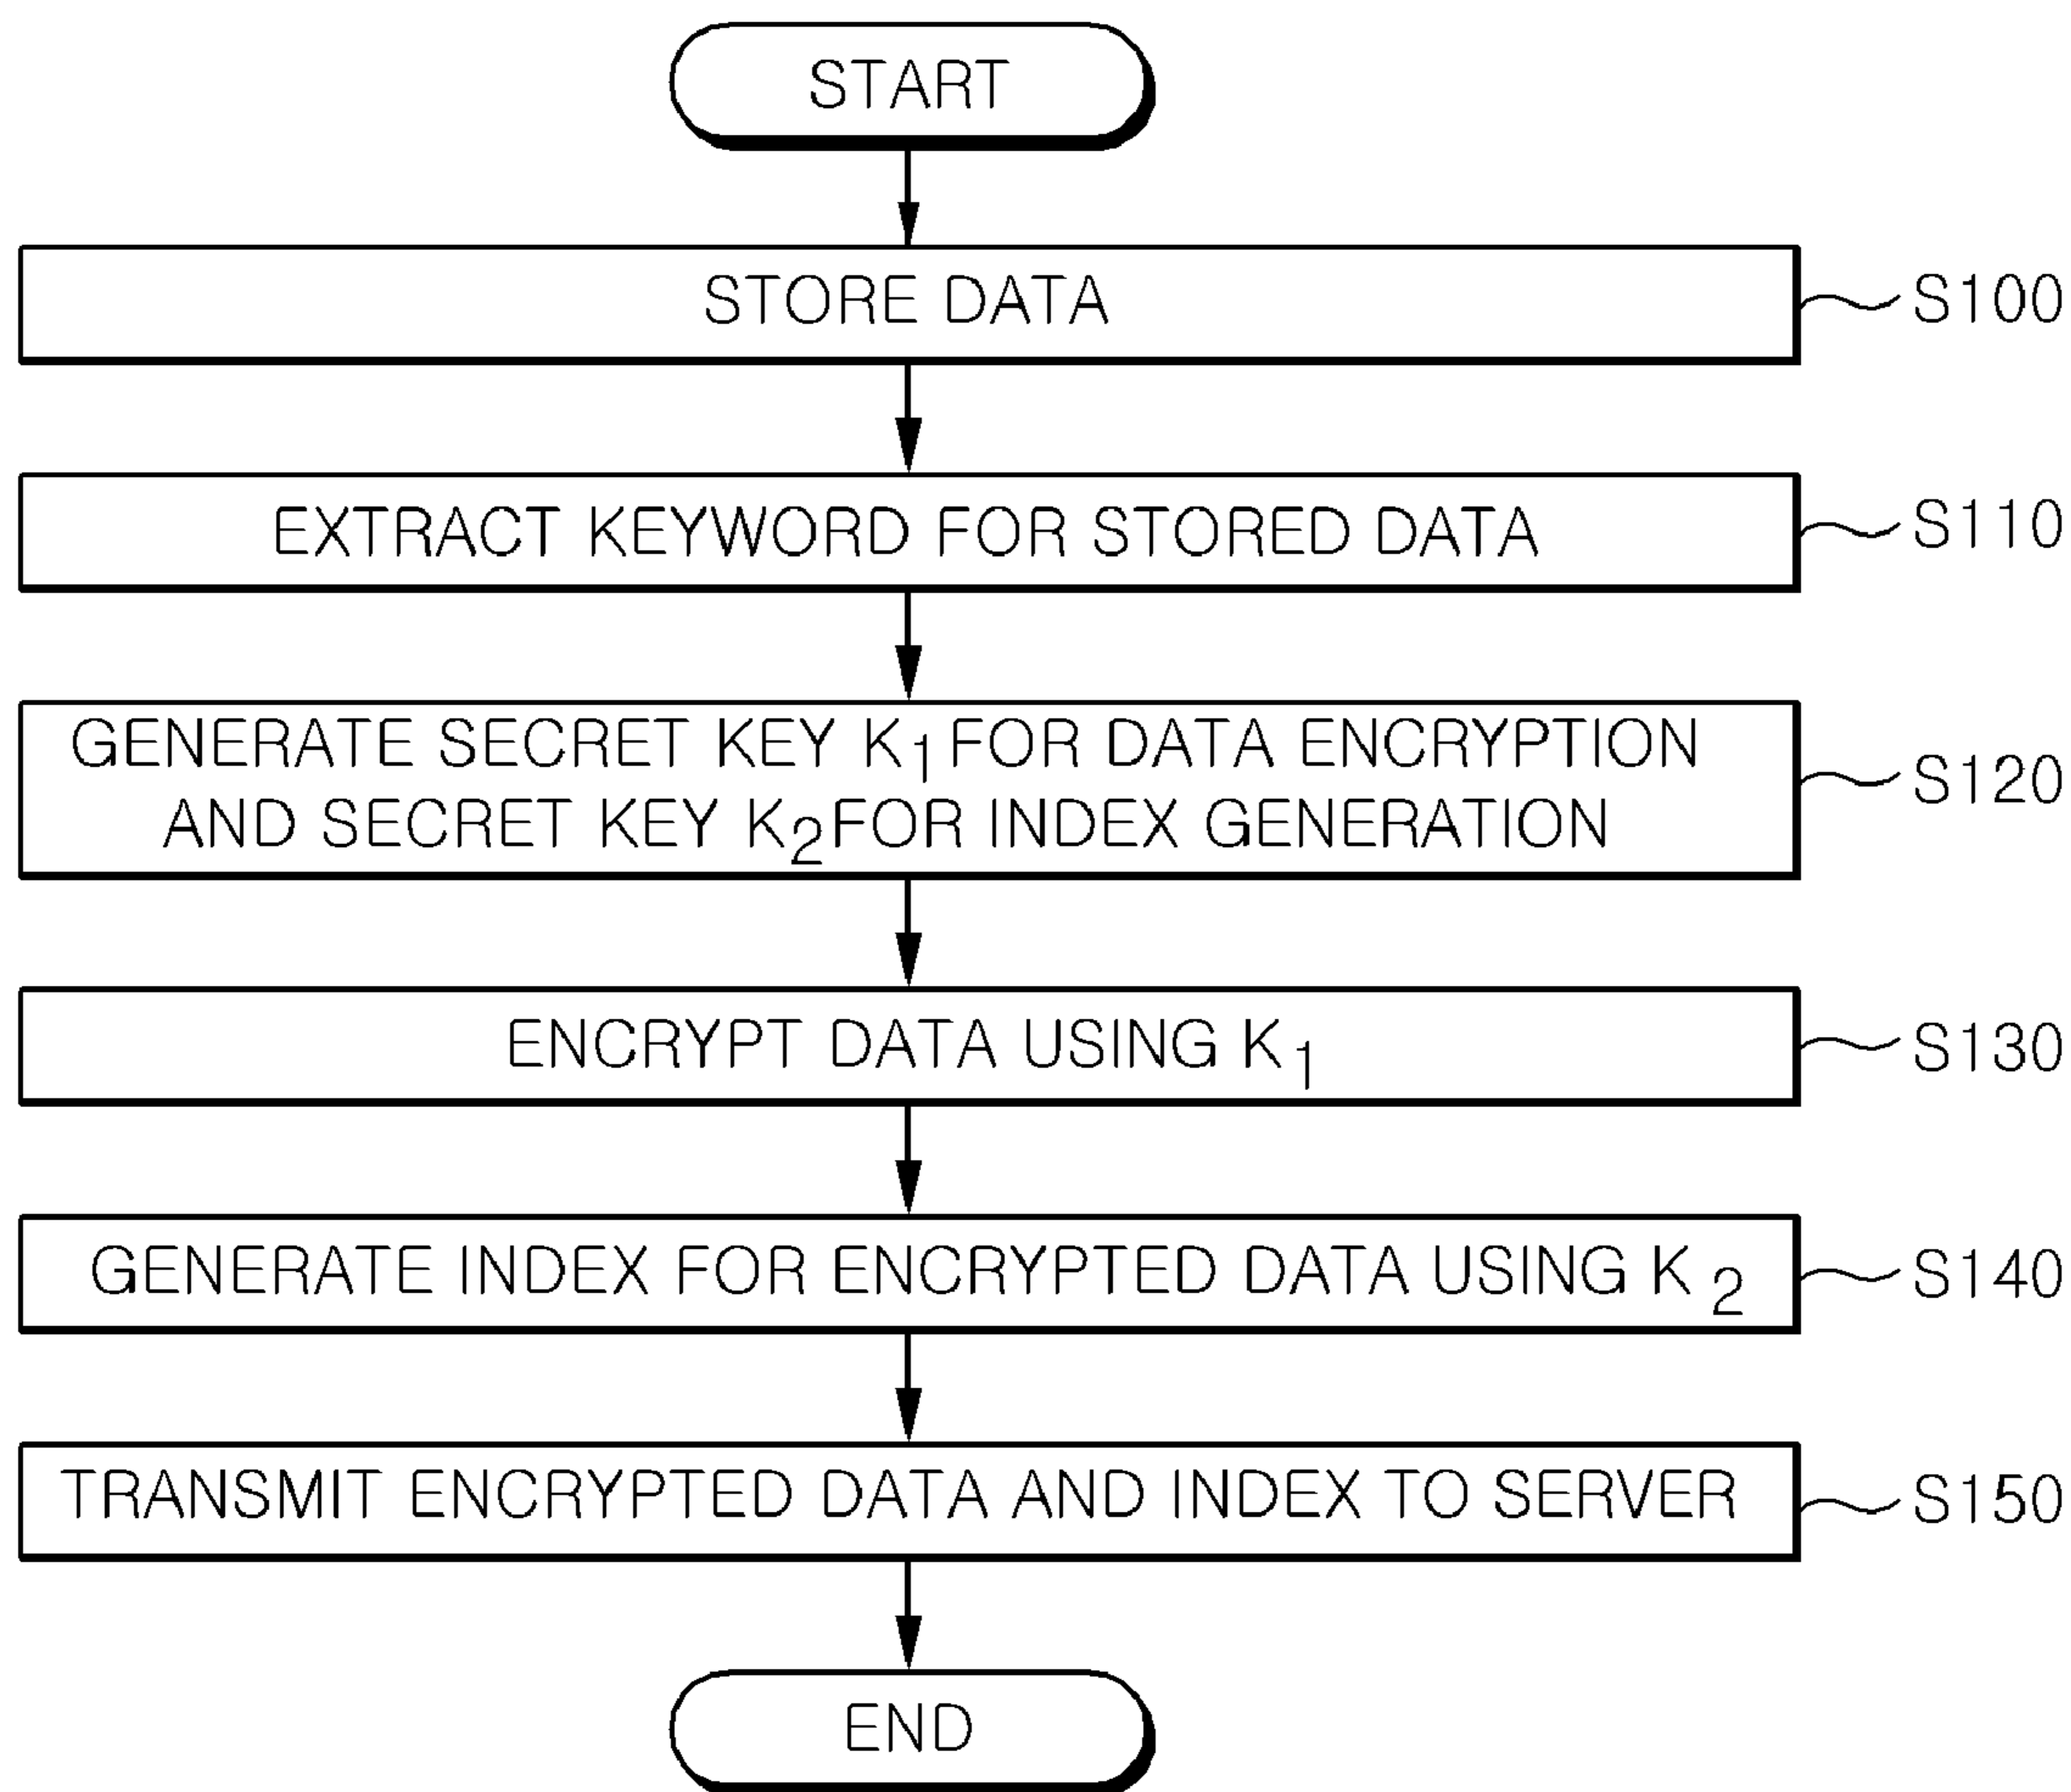 START
STORE DATA
S100
EXTRACT KEYWORD FOR STORED DATA
S110
GENERATE SECRET KEY K1 FOR DATA ENCRYPTION
AND SECRET KEY K2 FOR INDEX GENERATION
S120
ENCRYPT DATA USING K1
S130
GENERATE INDEX FOR ENCRYPTED DATA USING K2
S140
TRANSMIT ENCRYPTED DATA AND INDEX TO SERVER
S150
END